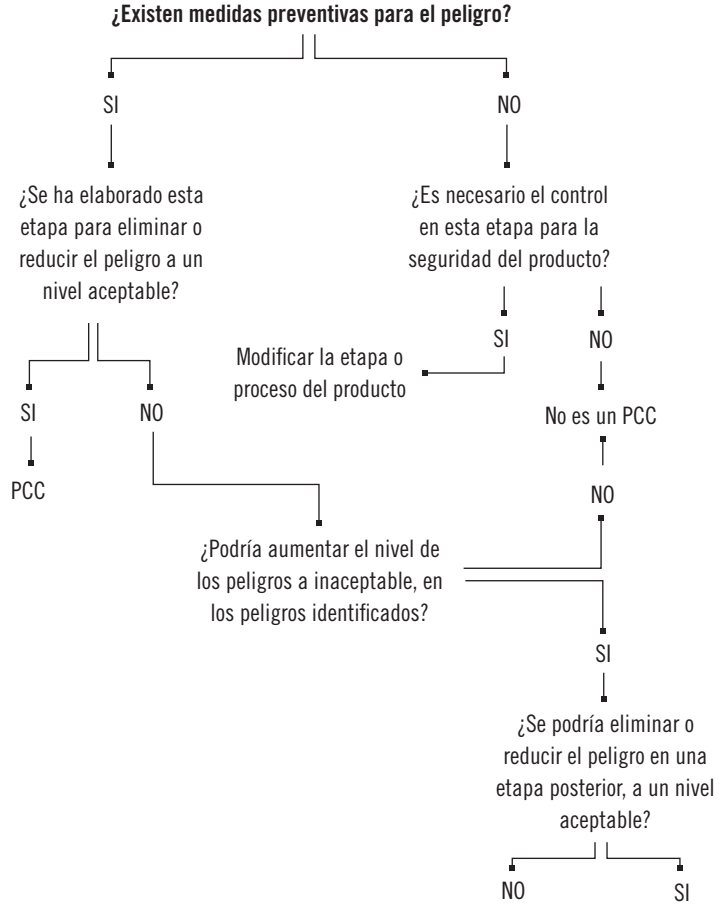 ¿Existen medidas preventivas para el peligro?
SI
NO
¿Se ha elaborado esta
etapa para eliminar o
reducir el peligro a un
nivel aceptable?
¿Es necesario el control
en esta etapa para la
seguridad del producto?
SI
NO
Modificar la etapa o
proceso del producto
SI
NO
No es un PCC
PCC
NO
¿Podría aumentar el nivel de
los peligros a inaceptable, en
los peligros identificados?
SI
¿Se podría eliminar o
reducir el peligro en una
etapa posterior, a un nivel
aceptable?
NO
SI